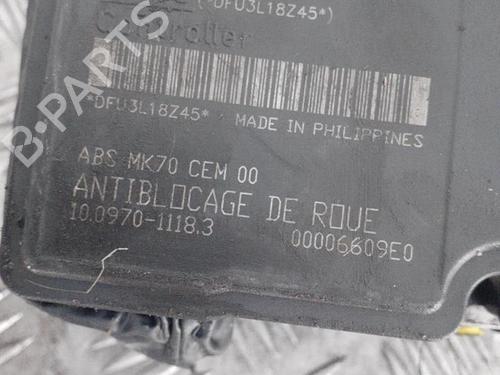 (*DFU3L18Z45*)
Controller
*DFU3L18Z45* MADE IN PHILIPPINES
ABS MK70 CEM 00
ANTIBLOCAGE DE ROUE
10.0970-1118.3 00006609E0
B-PARTS